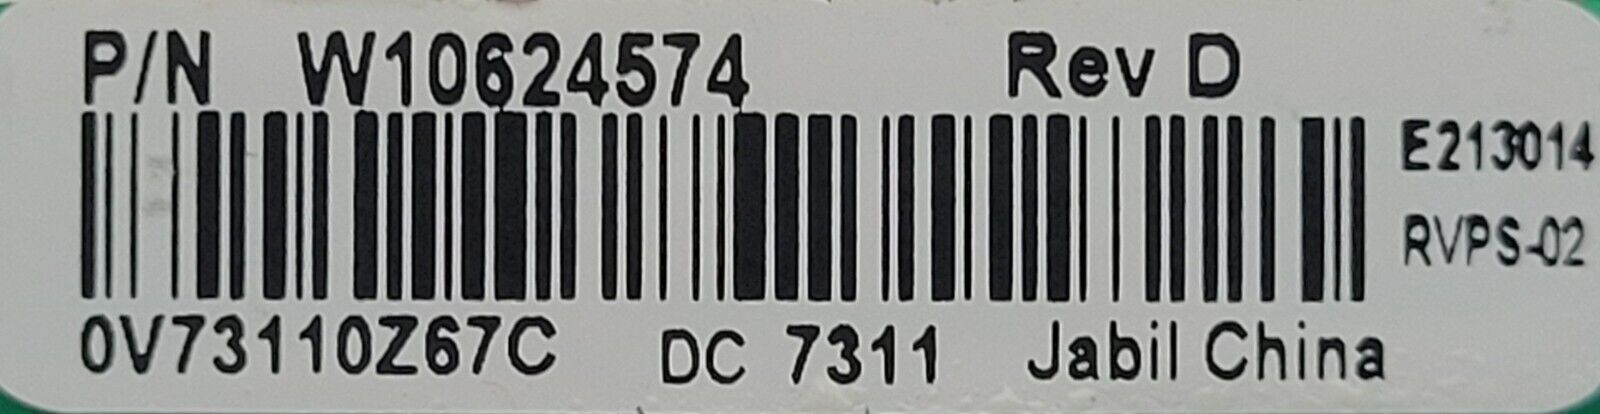 P/N W10624574 Rev D
E213014
RVPS-02
0V73110Z67C DC 7311 Jabil China